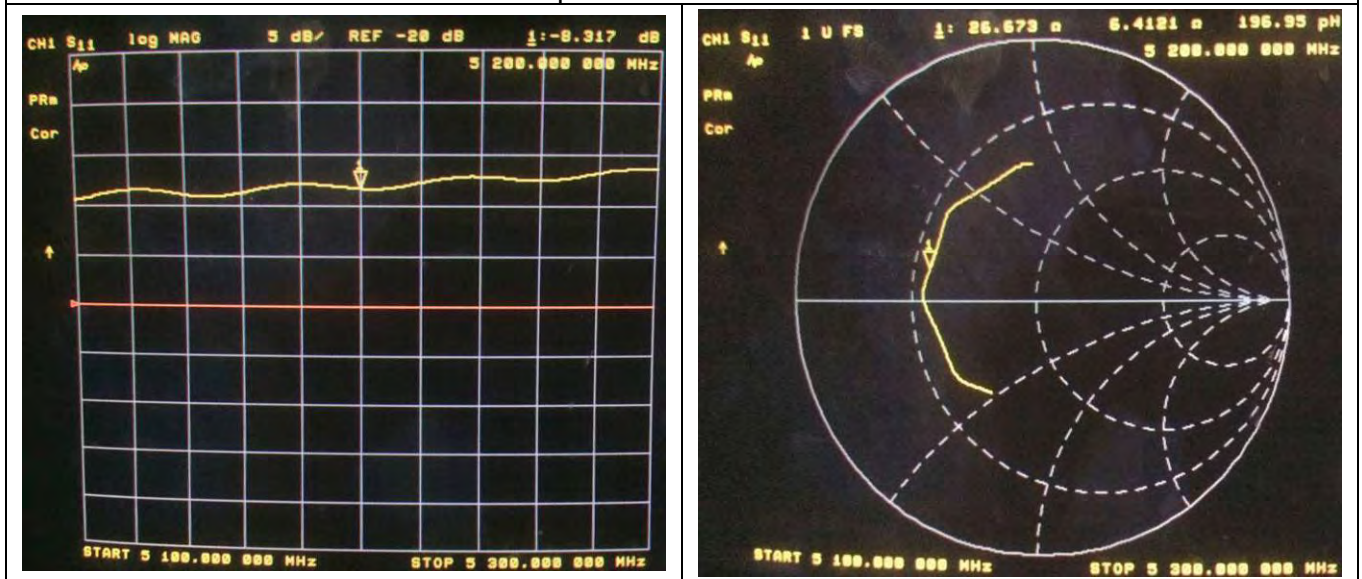 CH1 S11 log MAG 5 dB/ REF -20 dB 1:-8.317 dB
Ap 5 200.000 000 MHz
PRm
Cor
↑
START 5 100.000 000 MHz STOP 5 300.000 000 MHz
CH1 S11 1 U FS 1: 26.673 Ω 6.4121 Ω 196.95 pH
Ap 5 200.000 000 MHz
PRm
Cor
↑
START 5 100.000 000 MHz STOP 5 300.000 000 MHz